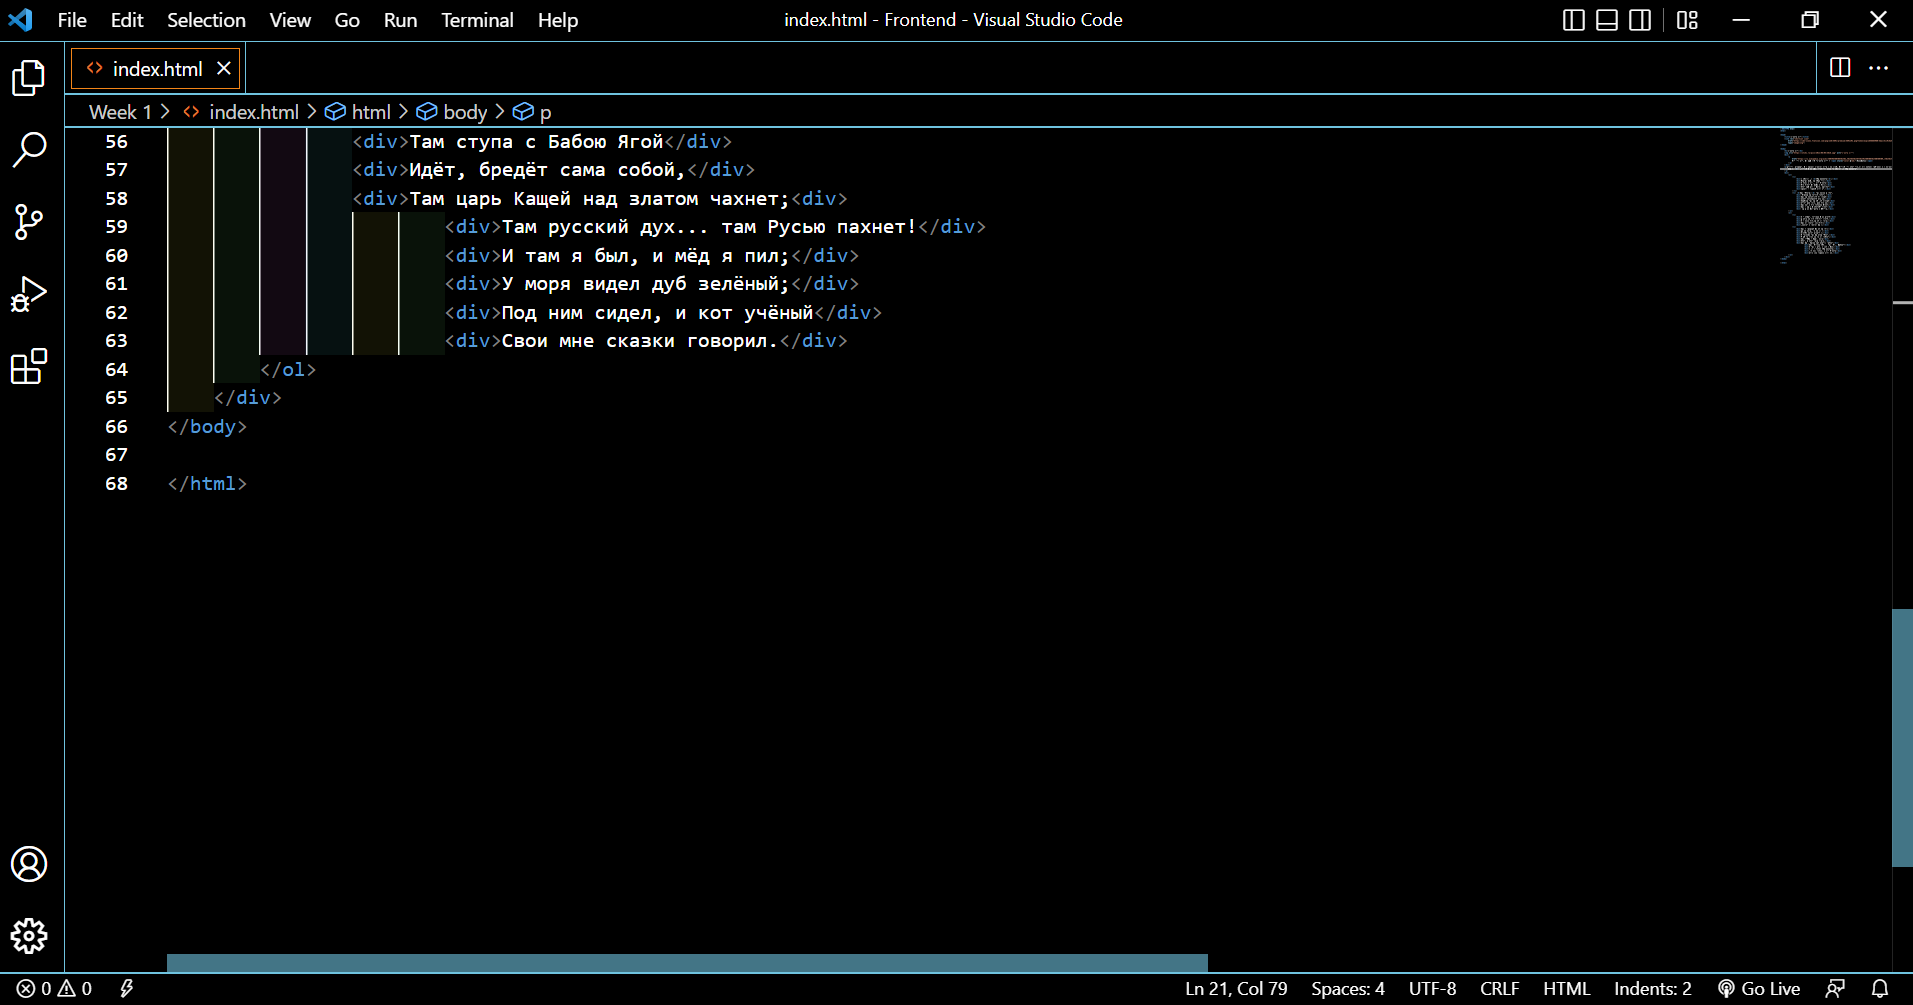 File Edit Selection View Go Run Terminal Help index.html - Frontend - Visual Studio Code
index.html
Week 1 > index.html > html > body > p
56 <div>Там ступа с Бабою Ягой</div>
57 <div>Идёт, бредёт сама собой,</div>
58 <div>Там царь Кащей над златом чахнет;<div>
59 <div>Там русский дух... там Русью пахнет!</div>
60 <div>И там я был, и мёд я пил;</div>
61 <div>У моря видел дуб зелёный;</div>
62 <div>Под ним сидел, и кот учёный</div>
63 <div>Свои мне сказки говорил.</div>
64 </ol>
65 </div>
66 </body>
67
68 </html>
0 0 Ln 21, Col 79 Spaces: 4 UTF-8 CRLF HTML Indents: 2 Go Live